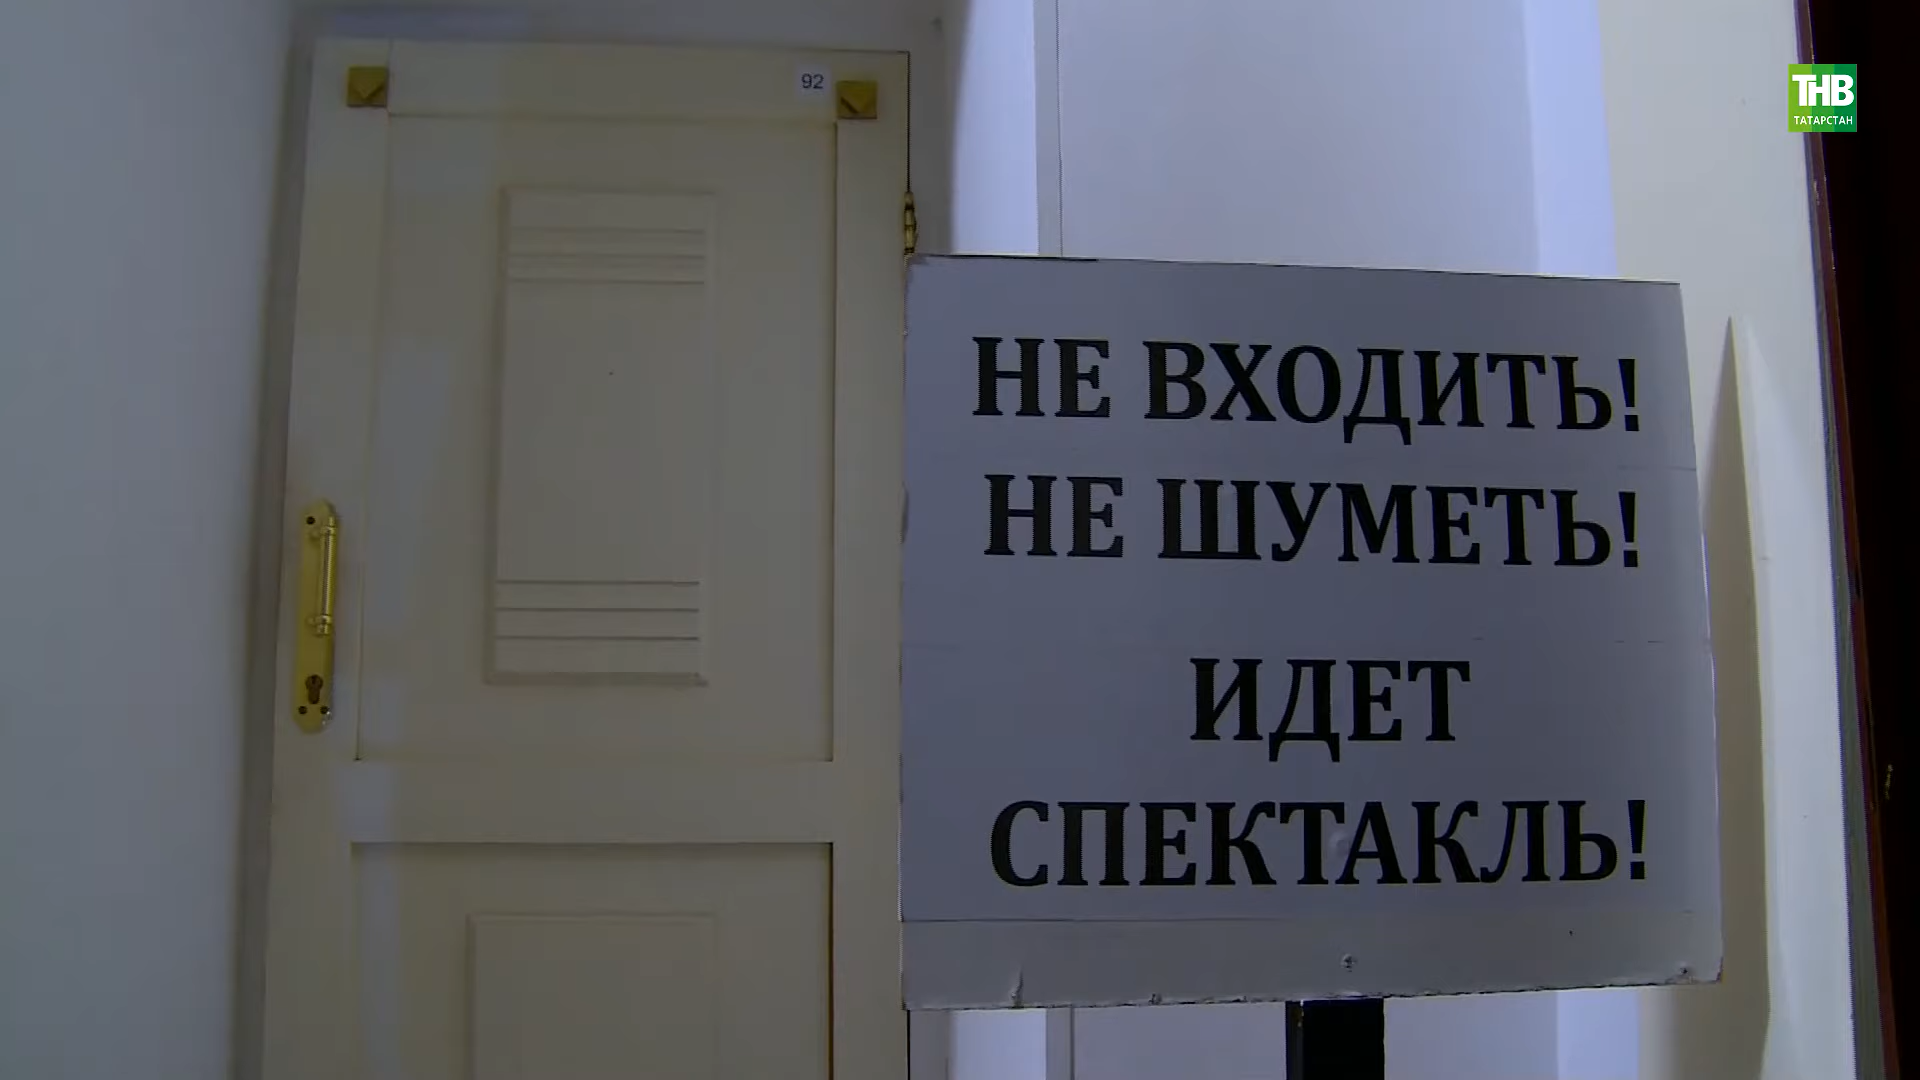 92
ТНВ
ТАТАРСТАН
НЕ ВХОДИТЬ!
НЕ ШУМЕТЬ!
ИДЕТ
СПЕКТАКЛЬ!